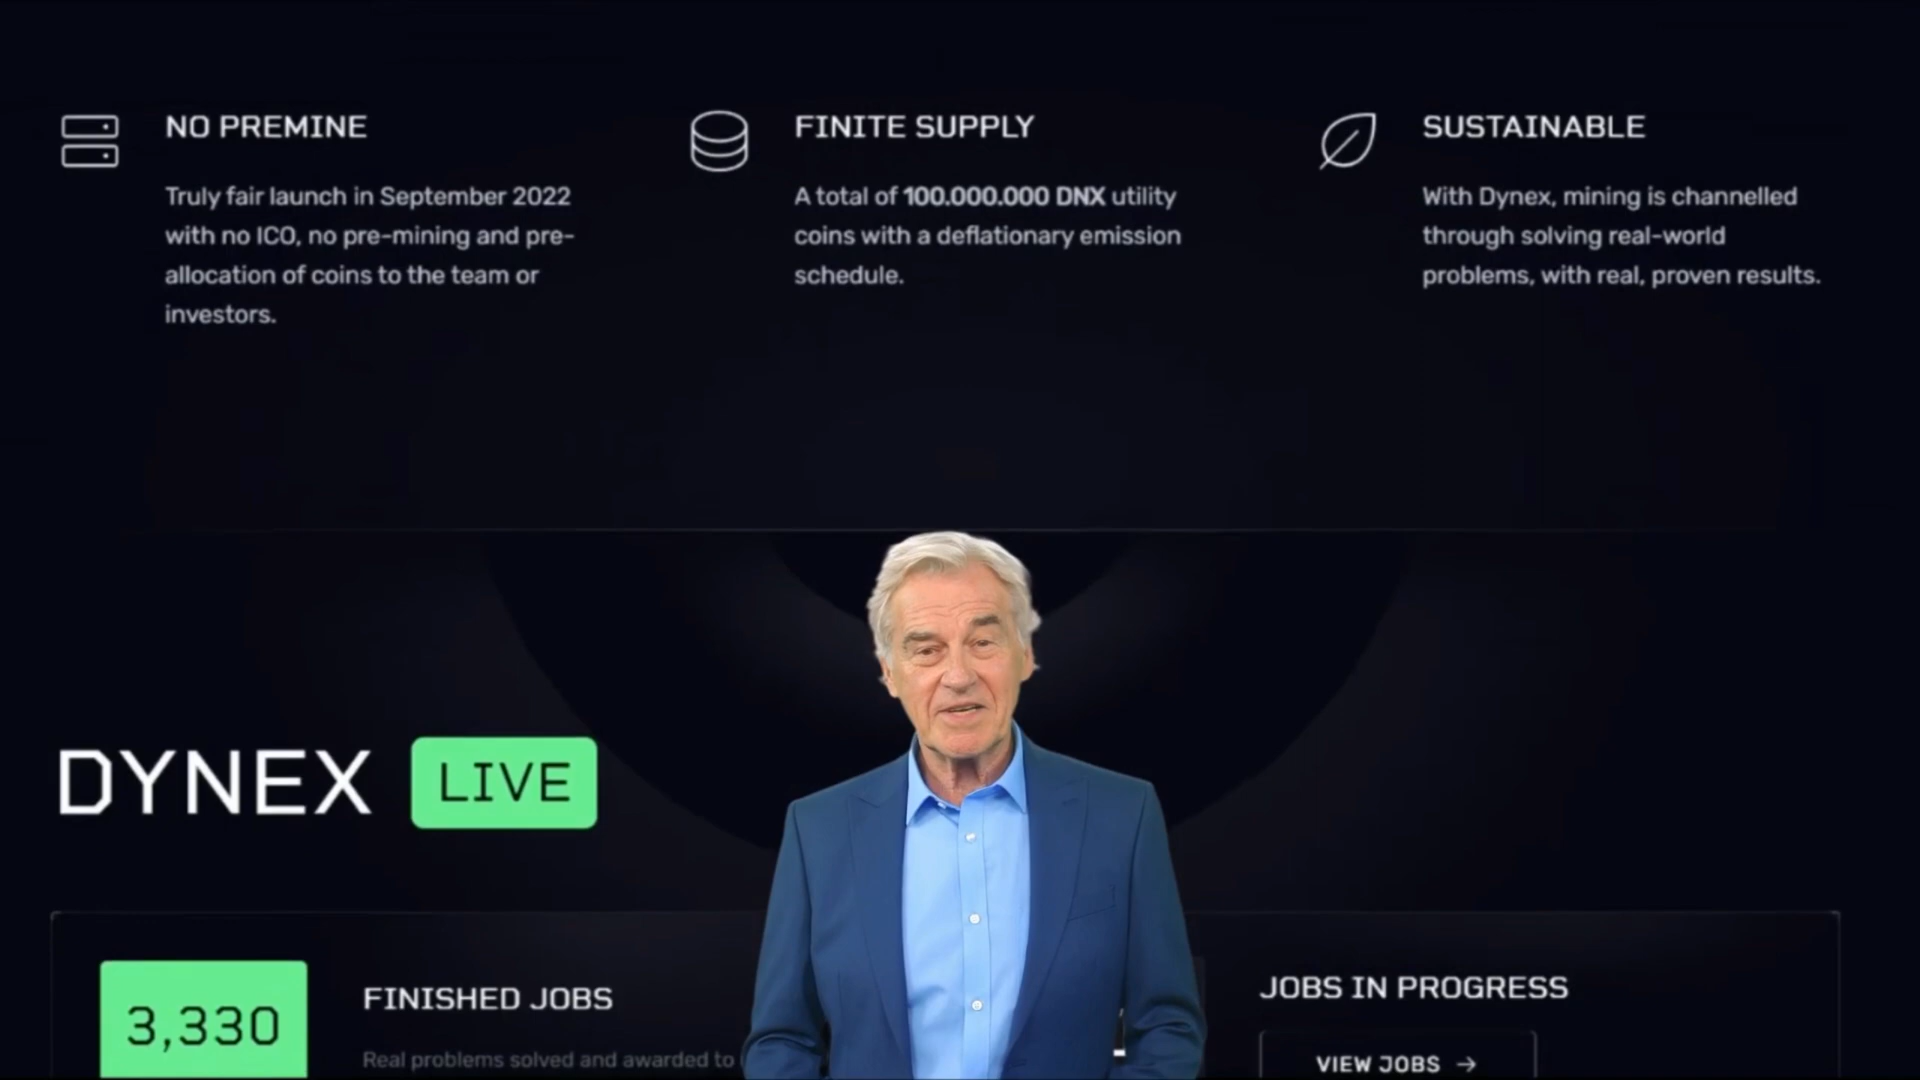 NO PREMINE
Truly fair launch in September 2022
with no ICO, no pre-mining and pre-
allocation of coins to the team or
investors.
FINITE SUPPLY
A total of 100.000.000 DNX utility
coins with a deflationary emission
schedule.
SUSTAINABLE
With Dynex, mining is channelled
through solving real-world
problems, with real, proven results.
DYNEX LIVE
3,330
FINISHED JOBS
Real problems solved and awarded to
JOBS IN PROGRESS
VIEW JOBS →